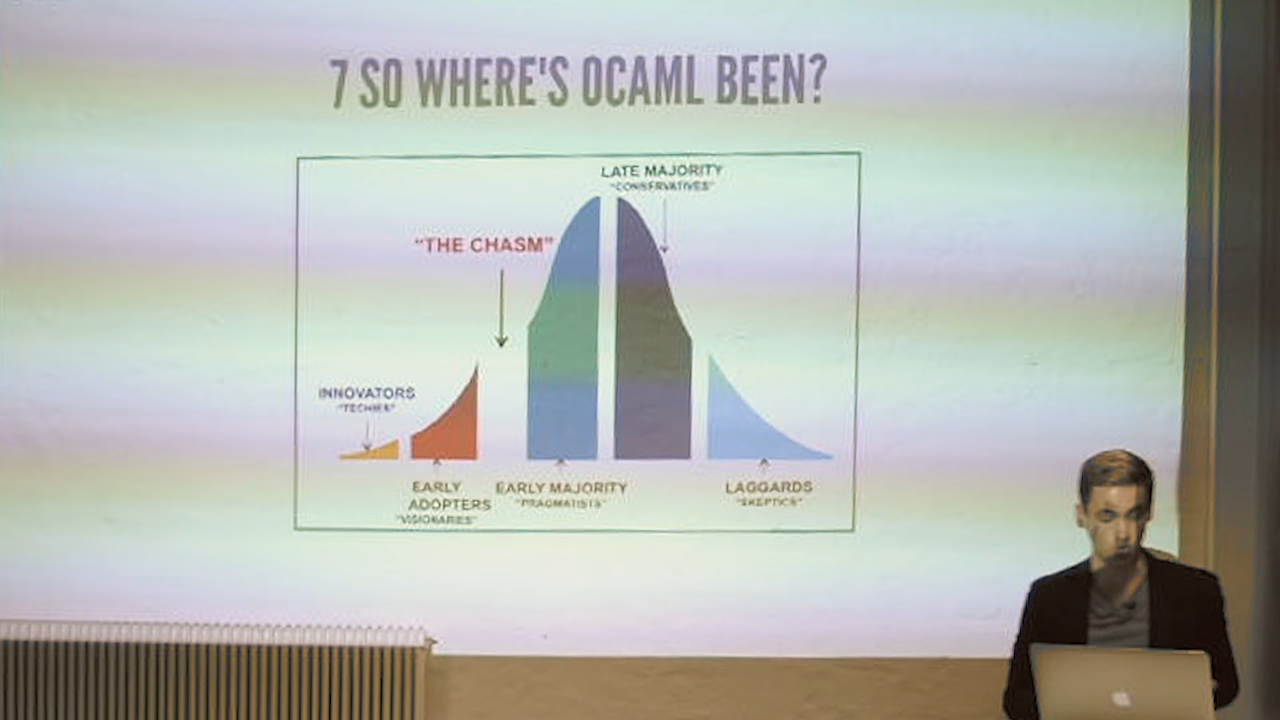 7 SO WHERE'S OCAML BEEN?
LATE MAJORITY
"CONSERVATIVES"
"THE CHASM"
INNOVATORS
"TECHIES"
EARLY
ADOPTERS
"VISIONARIES"
EARLY MAJORITY
"PRAGMATISTS"
LAGGARDS
"SKEPTICS"